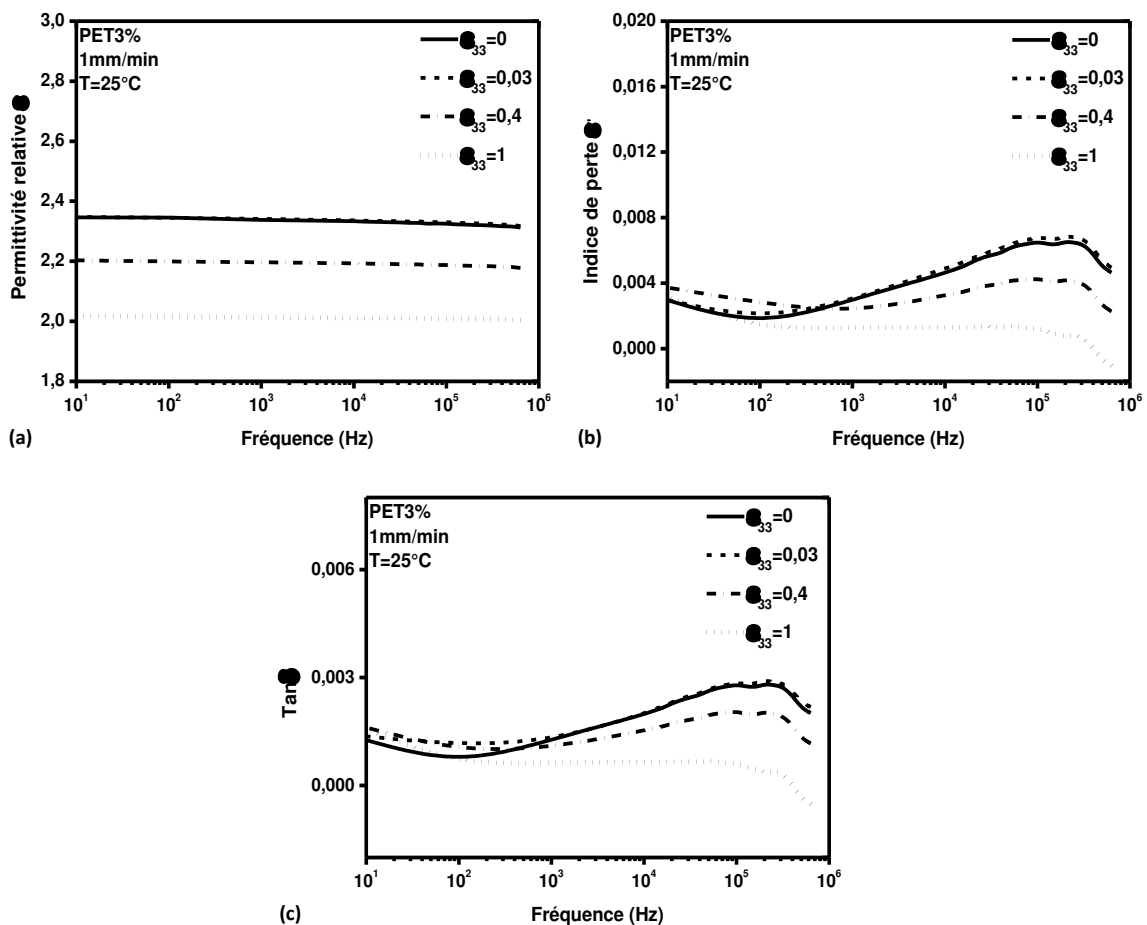 3,0
2,8
2,6
2,4
2,2
2,0
1,8
Permittivité relative
PET3%
1mm/min
T=25°C
33=0
33=0,03
33=0,4
33=1
101
102
103
104
105
106
Fréquence (Hz)
(a)
0,020
0,016
0,012
0,008
0,004
0,000
Indice de perte
PET3%
1mm/min
T=25°C
33=0
33=0,03
33=0,4
33=1
101
102
103
104
105
106
Fréquence (Hz)
(b)
0,006
0,003
0,000
Tan
PET3%
1mm/min
T=25°C
33=0
33=0,03
33=0,4
33=1
101
102
103
104
105
106
Fréquence (Hz)
(c)